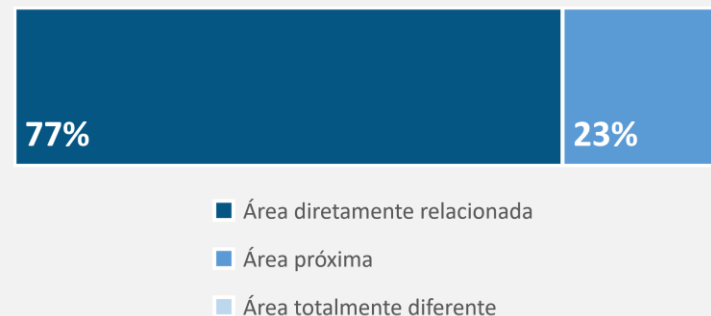 77% 23%
Área diretamente relacionada
Área próxima
Área totalmente diferente